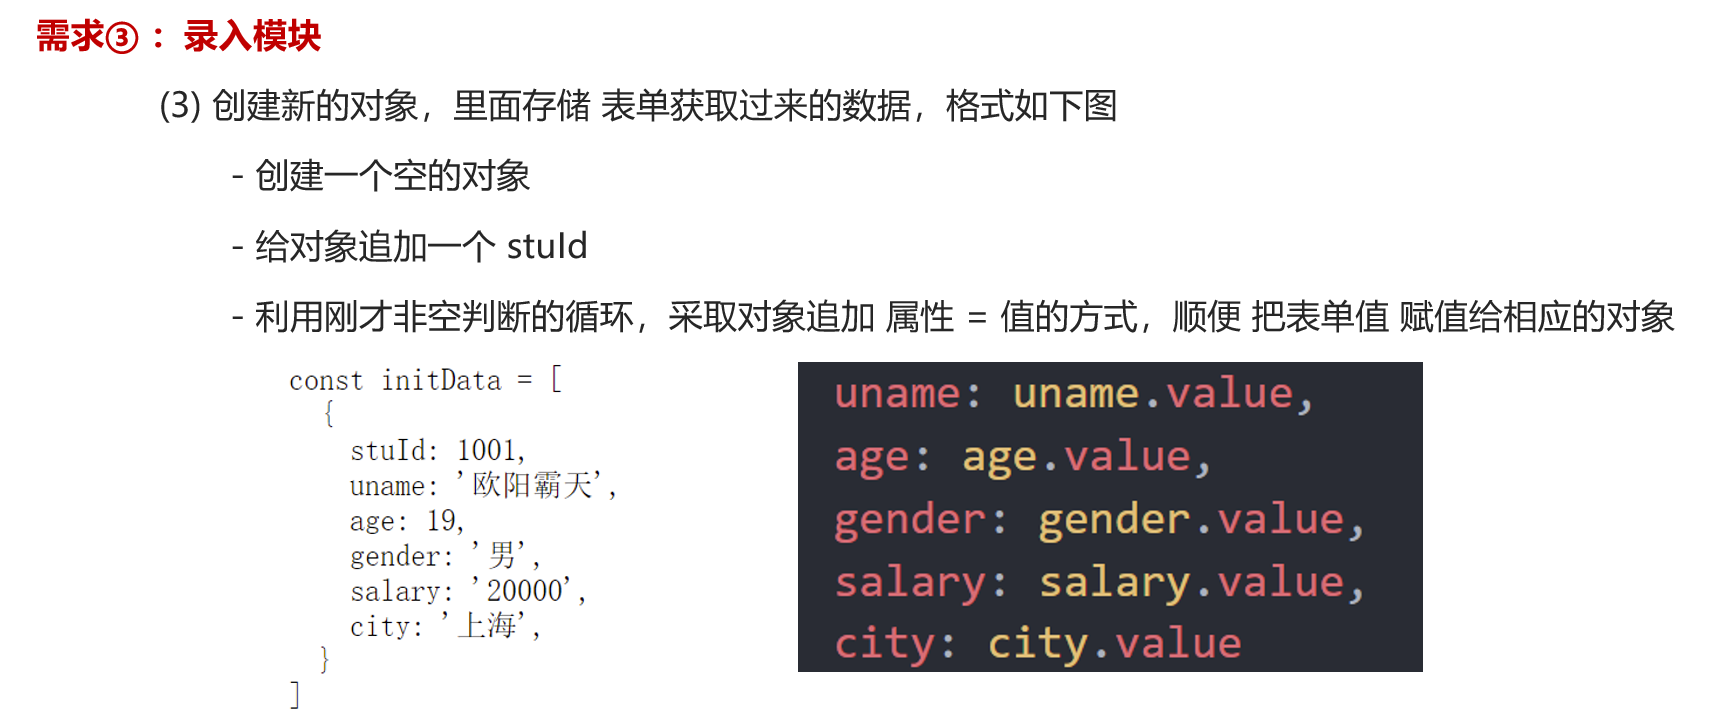 需求③ ：录入模块
(3) 创建新的对象，里面存储 表单获取过来的数据，格式如下图
- 创建一个空的对象
- 给对象追加一个 stuId
- 利用刚才非空判断的循环，采取对象追加 属性 = 值的方式，顺便 把表单值 赋值给相应的对象
const initData = [
{
stuId: 1001,
uname: '欧阳霸天',
age: 19,
gender: '男',
salary: '20000',
city: '上海',
}
]
uname: uname.value,
age: age.value,
gender: gender.value,
salary: salary.value,
city: city.value